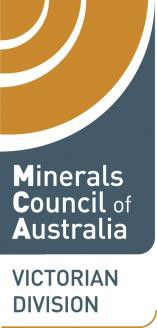 Minerals
Council of
Australia
VICTORIAN
DIVISION